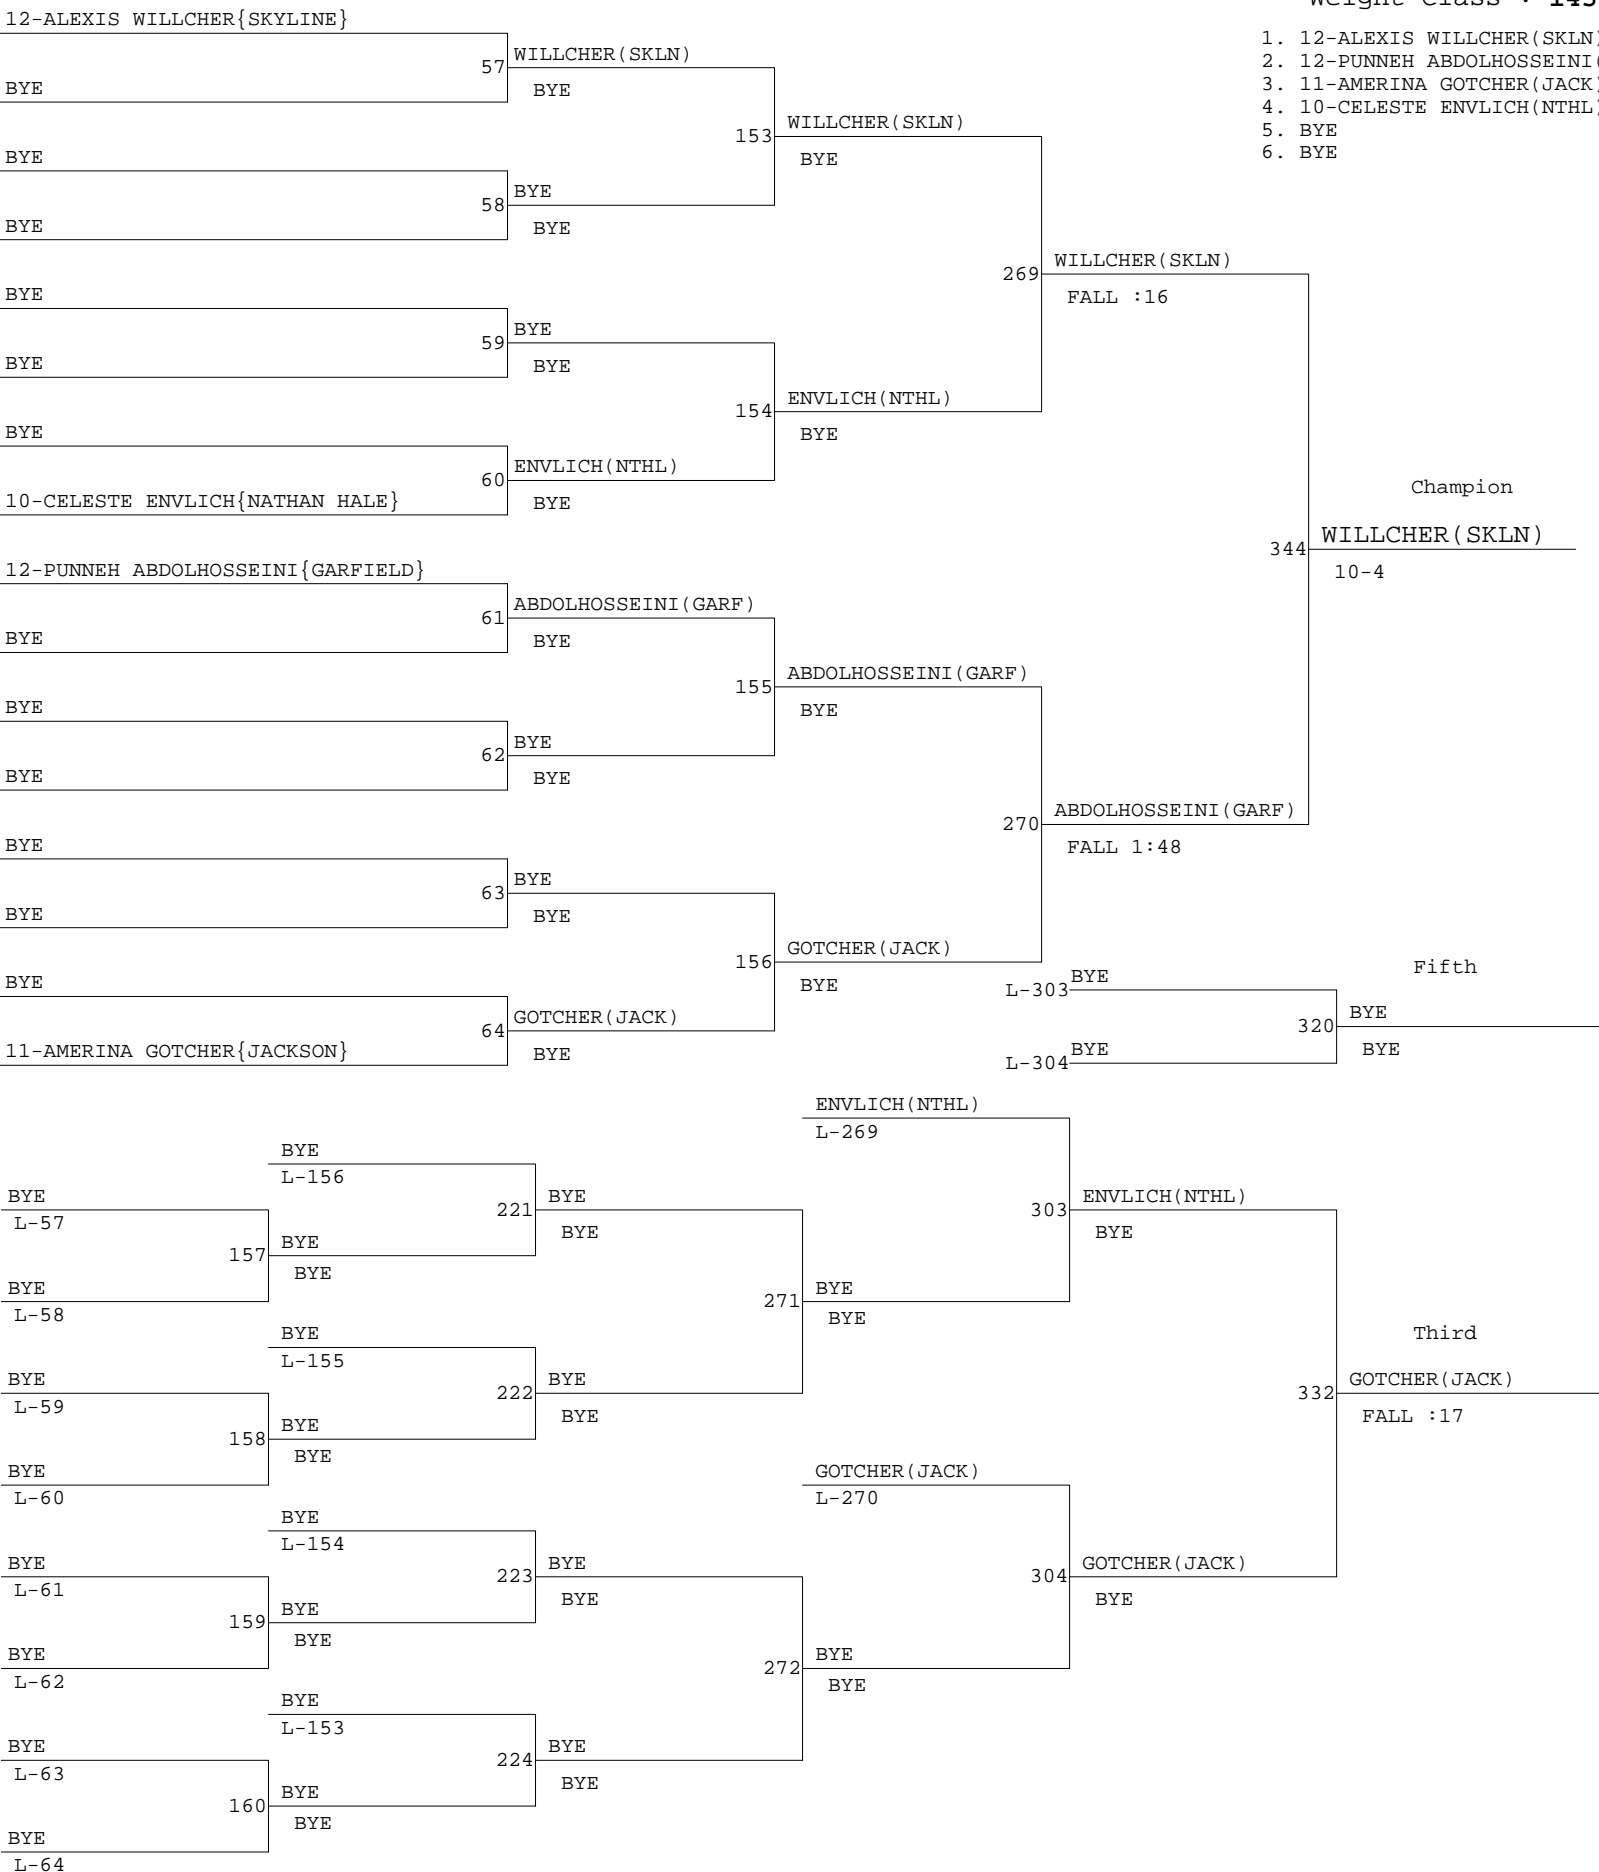 Weight Class : 145
1. 12-ALEXIS WILLCHER(SKLN)
2. 12-PUNNEH ABDOLHOSSEINI(
3. 11-AMERINA GOTCHER(JACK)
4. 10-CELESTE ENVLICH(NTHL)
5. BYE
6. BYE
12-ALEXIS WILLCHER{SKYLINE}
57
WILLCHER(SKLN)
BYE
BYE
153
WILLCHER(SKLN)
BYE
BYE
58
BYE
BYE
BYE
269
WILLCHER(SKLN)
FALL :16
BYE
59
BYE
BYE
BYE
154
ENVLICH(NTHL)
BYE
BYE
60
ENVLICH(NTHL)
BYE
10-CELESTE ENVLICH{NATHAN HALE}
Champion
344
WILLCHER(SKLN)
10-4
12-PUNNEH ABDOLHOSSEINI{GARFIELD}
61
ABDOLHOSSEINI(GARF)
BYE
BYE
155
ABDOLHOSSEINI(GARF)
BYE
BYE
62
BYE
BYE
BYE
270
ABDOLHOSSEINI(GARF)
FALL 1:48
BYE
63
BYE
BYE
BYE
156
GOTCHER(JACK)
BYE
BYE
64
GOTCHER(JACK)
BYE
11-AMERINA GOTCHER{JACKSON}
Fifth
L-303
BYE
320
BYE
BYE
L-304
BYE
ENVLICH(NTHL)
L-269
BYE
L-156
BYE
L-57
221
BYE
BYE
303
ENVLICH(NTHL)
BYE
157
BYE
BYE
BYE
L-58
271
BYE
BYE
BYE
L-155
Third
BYE
L-59
222
BYE
BYE
332
GOTCHER(JACK)
FALL :17
158
BYE
BYE
BYE
L-60
GOTCHER(JACK)
L-270
BYE
L-154
BYE
L-61
223
BYE
BYE
304
GOTCHER(JACK)
BYE
159
BYE
BYE
BYE
L-62
272
BYE
BYE
BYE
L-153
BYE
L-63
224
BYE
BYE
160
BYE
BYE
BYE
L-64